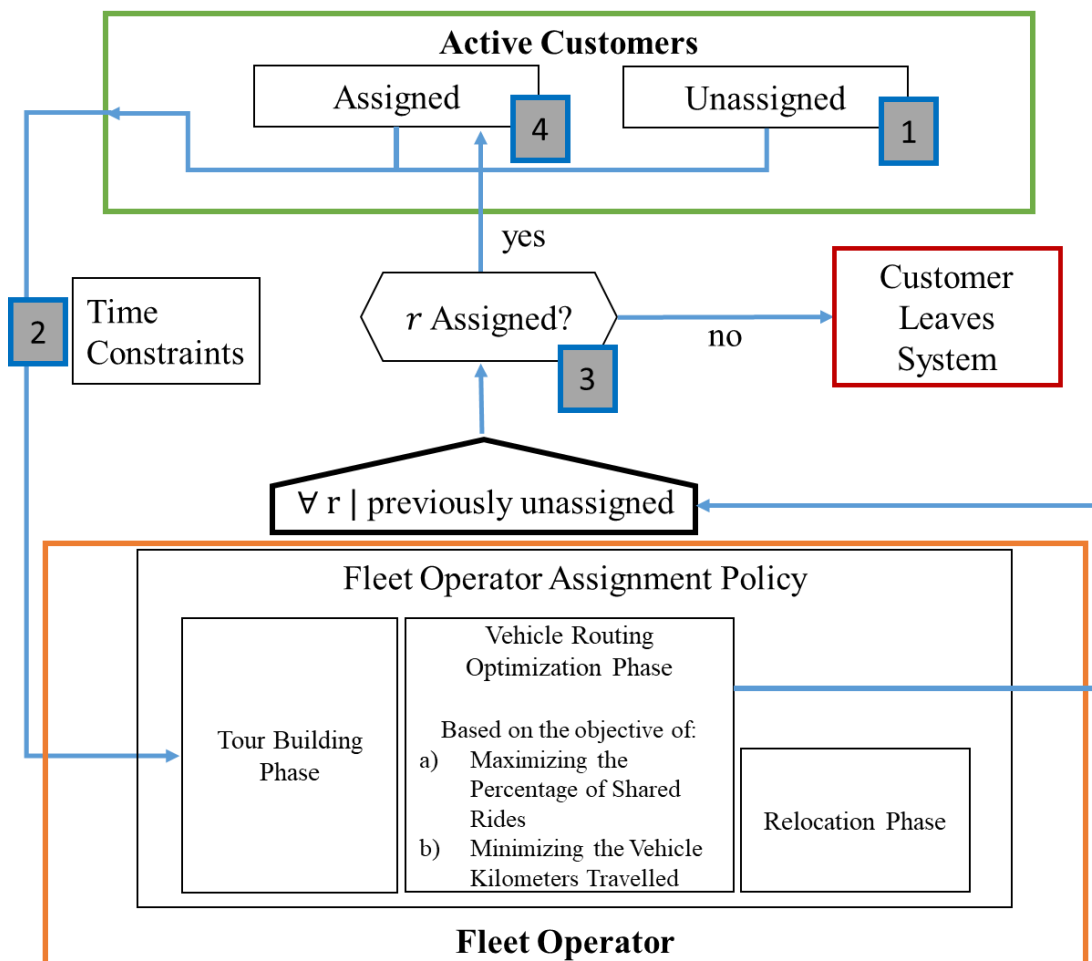 Active Customers
Assigned
Unassigned
4
1
yes
2
Time
Constraints
r Assigned?
no
Customer
Leaves
System
3
∀ r | previously unassigned
Fleet Operator Assignment Policy
Tour Building
Phase
Vehicle Routing
Optimization Phase
Based on the objective of:
a) Maximizing the
Percentage of Shared
Rides
b) Minimizing the Vehicle
Kilometers Travelled
Relocation Phase
Fleet Operator